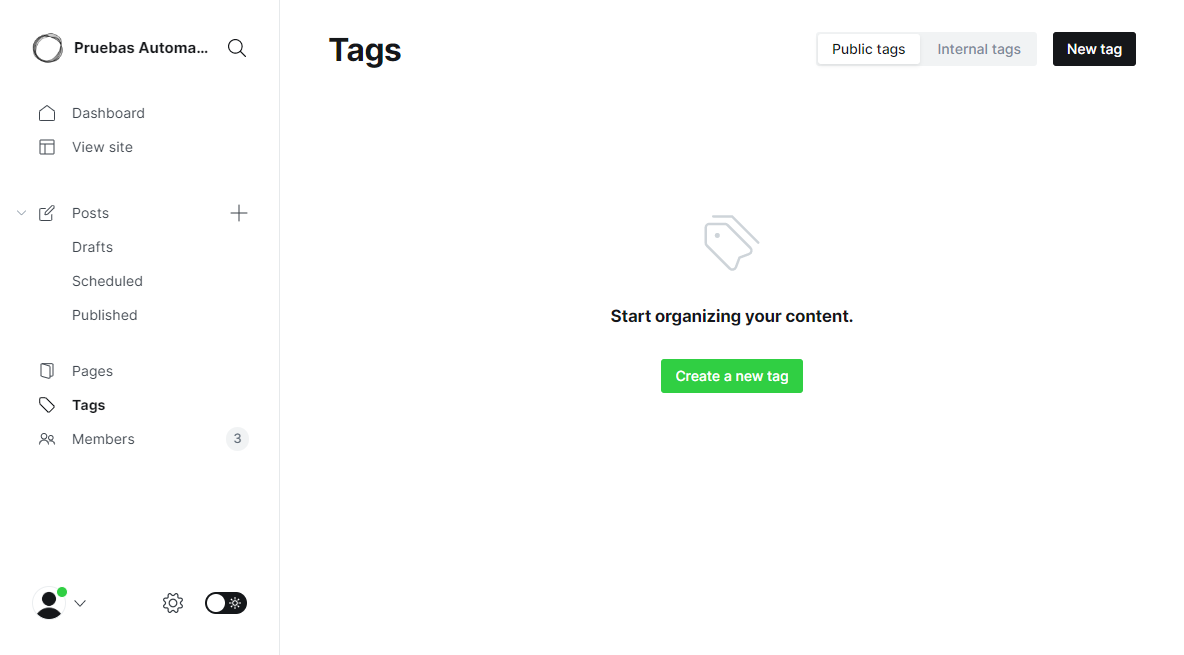 Pruebas Automa...
Dashboard
View site
Posts
Drafts
Scheduled
Published
Pages
Tags
Members
3
Tags
Public tags
Internal tags
New tag
Start organizing your content.
Create a new tag